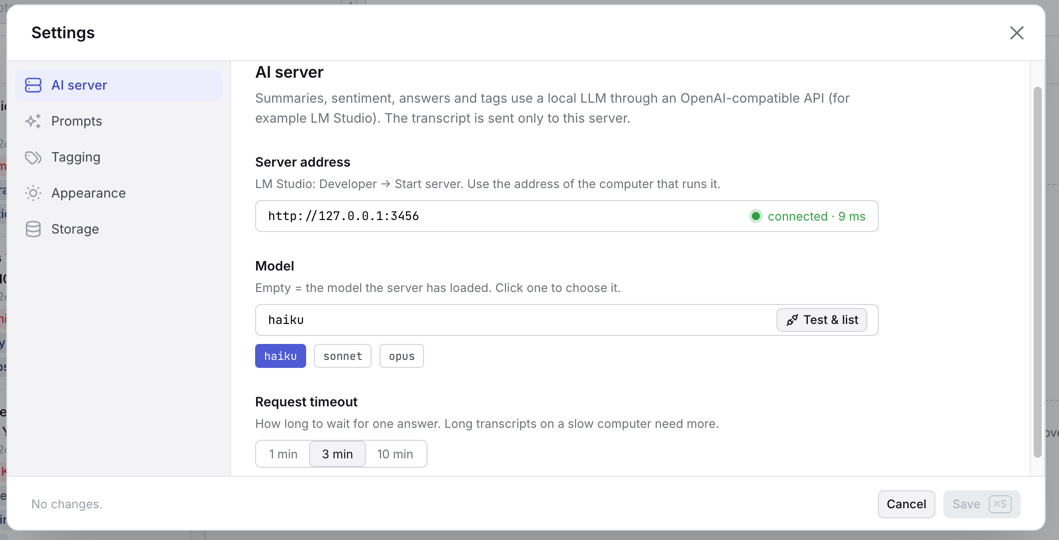 Settings
AI server
Prompts
Tagging
Appearance
Storage
AI server
Summaries, sentiment, answers and tags use a local LLM through an OpenAI-compatible API (for
example LM Studio). The transcript is sent only to this server.
Server address
LM Studio: Developer → Start server. Use the address of the computer that runs it.
http://127.0.0.1:3456
connected · 9 ms
Model
Empty = the model the server has loaded. Click one to choose it.
haiku
Test & list
haiku sonnet opus
Request timeout
How long to wait for one answer. Long transcripts on a slow computer need more.
1 min 3 min 10 min
No changes.
Cancel
Save ⌘S